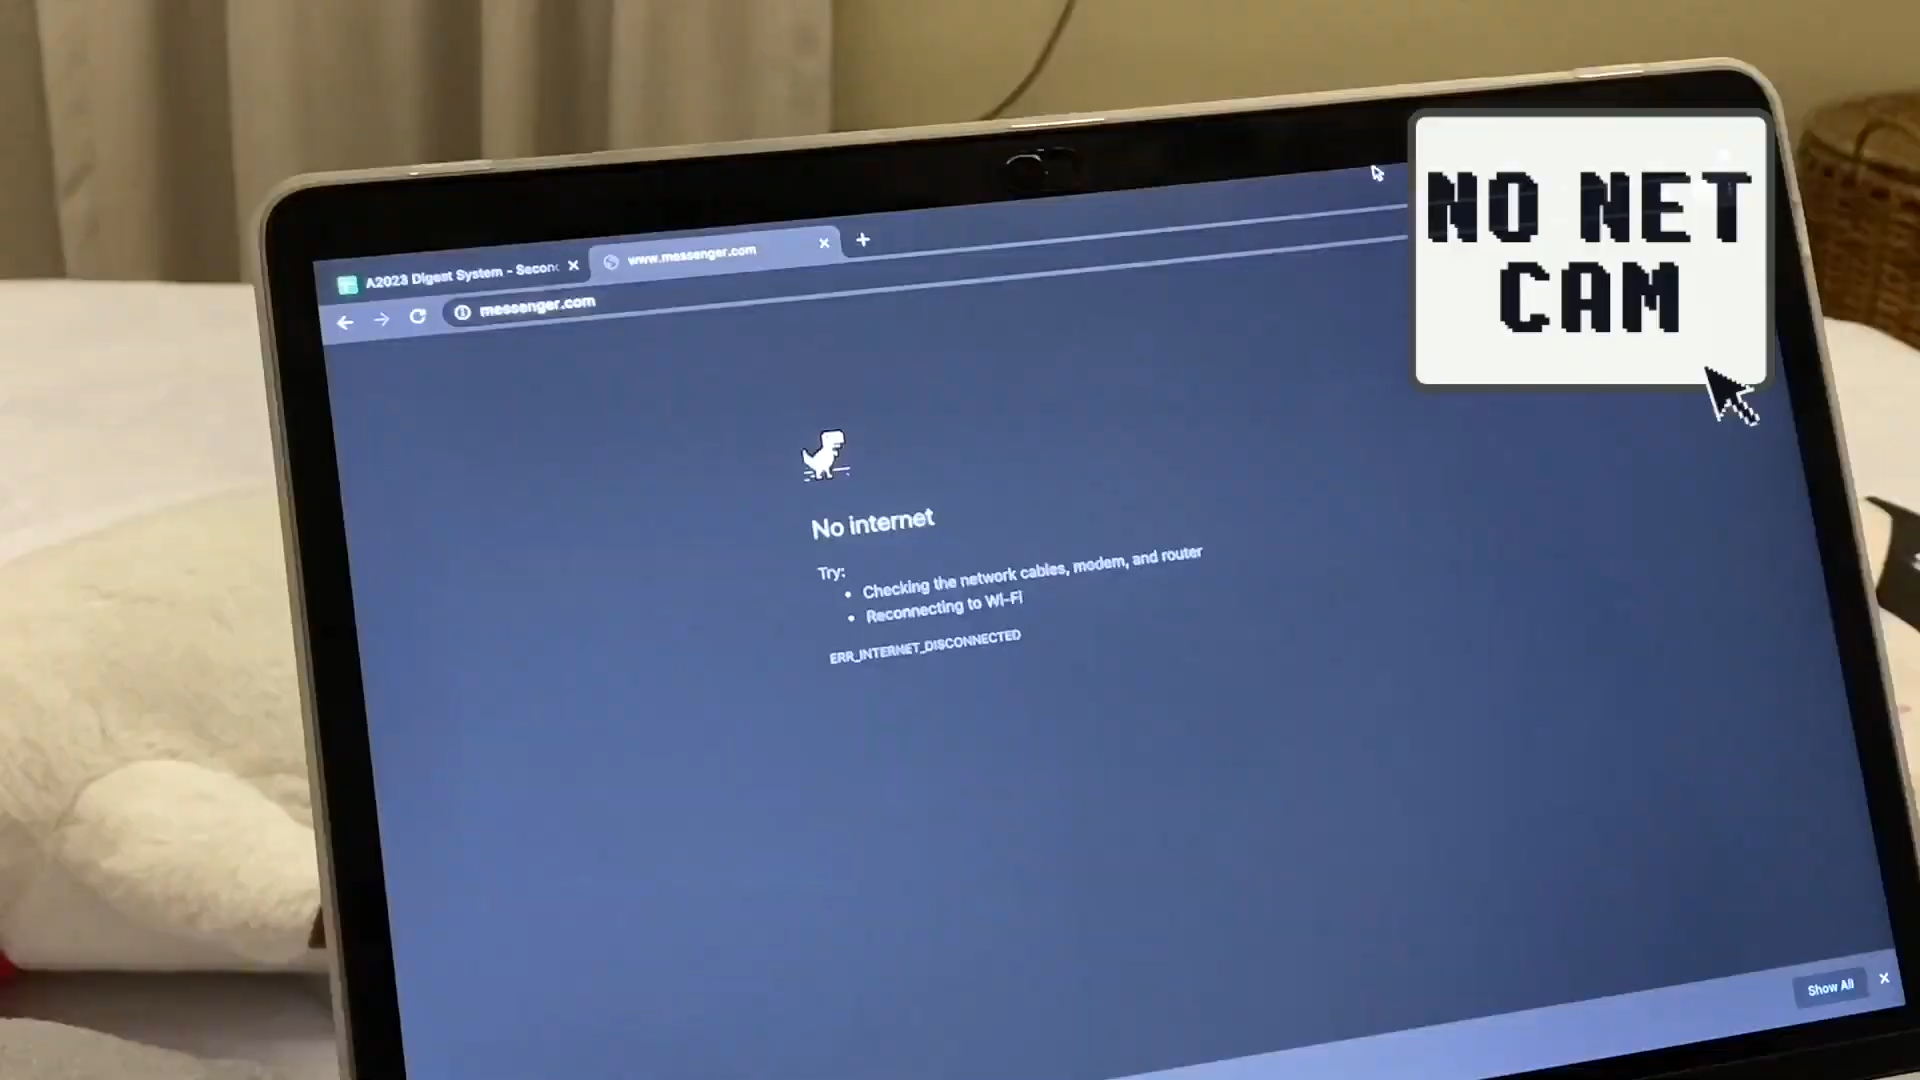 NO NET
CAM
A2023 Digest System - Second
www.messenger.com
messenger.com
No internet
Try:
• Checking the network cables, modem, and router
• Reconnecting to Wi-Fi
ERR_INTERNET_DISCONNECTED
Show All